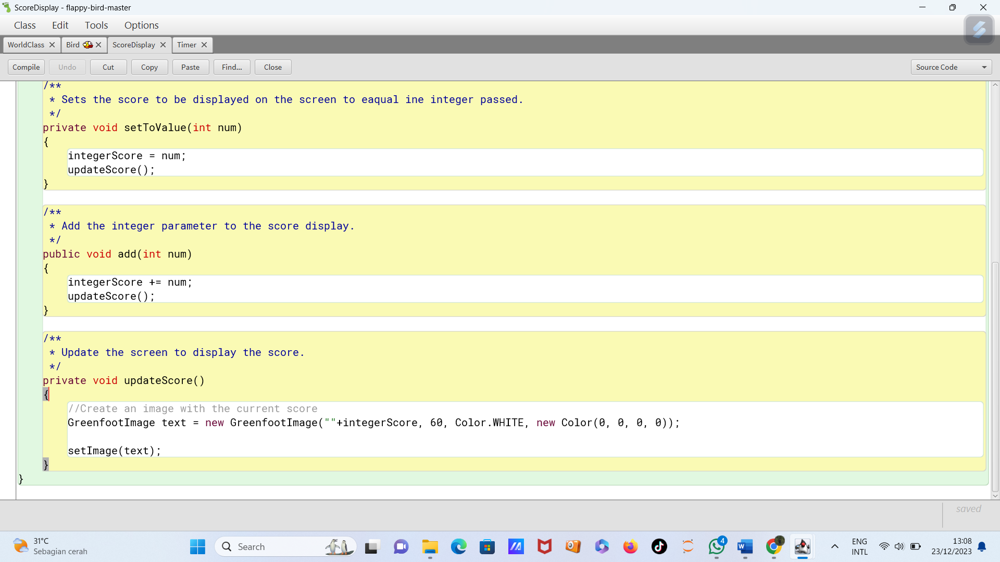 ScoreDisplay - flappy-bird-master
Class Edit Tools Options
WorldClass Bird ScoreDisplay Timer
Compile Undo Cut Copy Paste Find... Close Source Code
/**
* Sets the score to be displayed on the screen to eaqual ine integer passed.
*/
private void setToValue(int num)
{
integerScore = num;
updateScore();
}
/**
* Add the integer parameter to the score display.
*/
public void add(int num)
{
integerScore += num;
updateScore();
}
/**
* Update the screen to display the score.
*/
private void updateScore()
{
//Create an image with the current score
GreenfootImage text = new GreenfootImage(""+integerScore, 60, Color.WHITE, new Color(0, 0, 0, 0));
setImage(text);
}
}
saved
31°C
Sebagian cerah
Search
4
ENG
INTL
13:08
23/12/2023